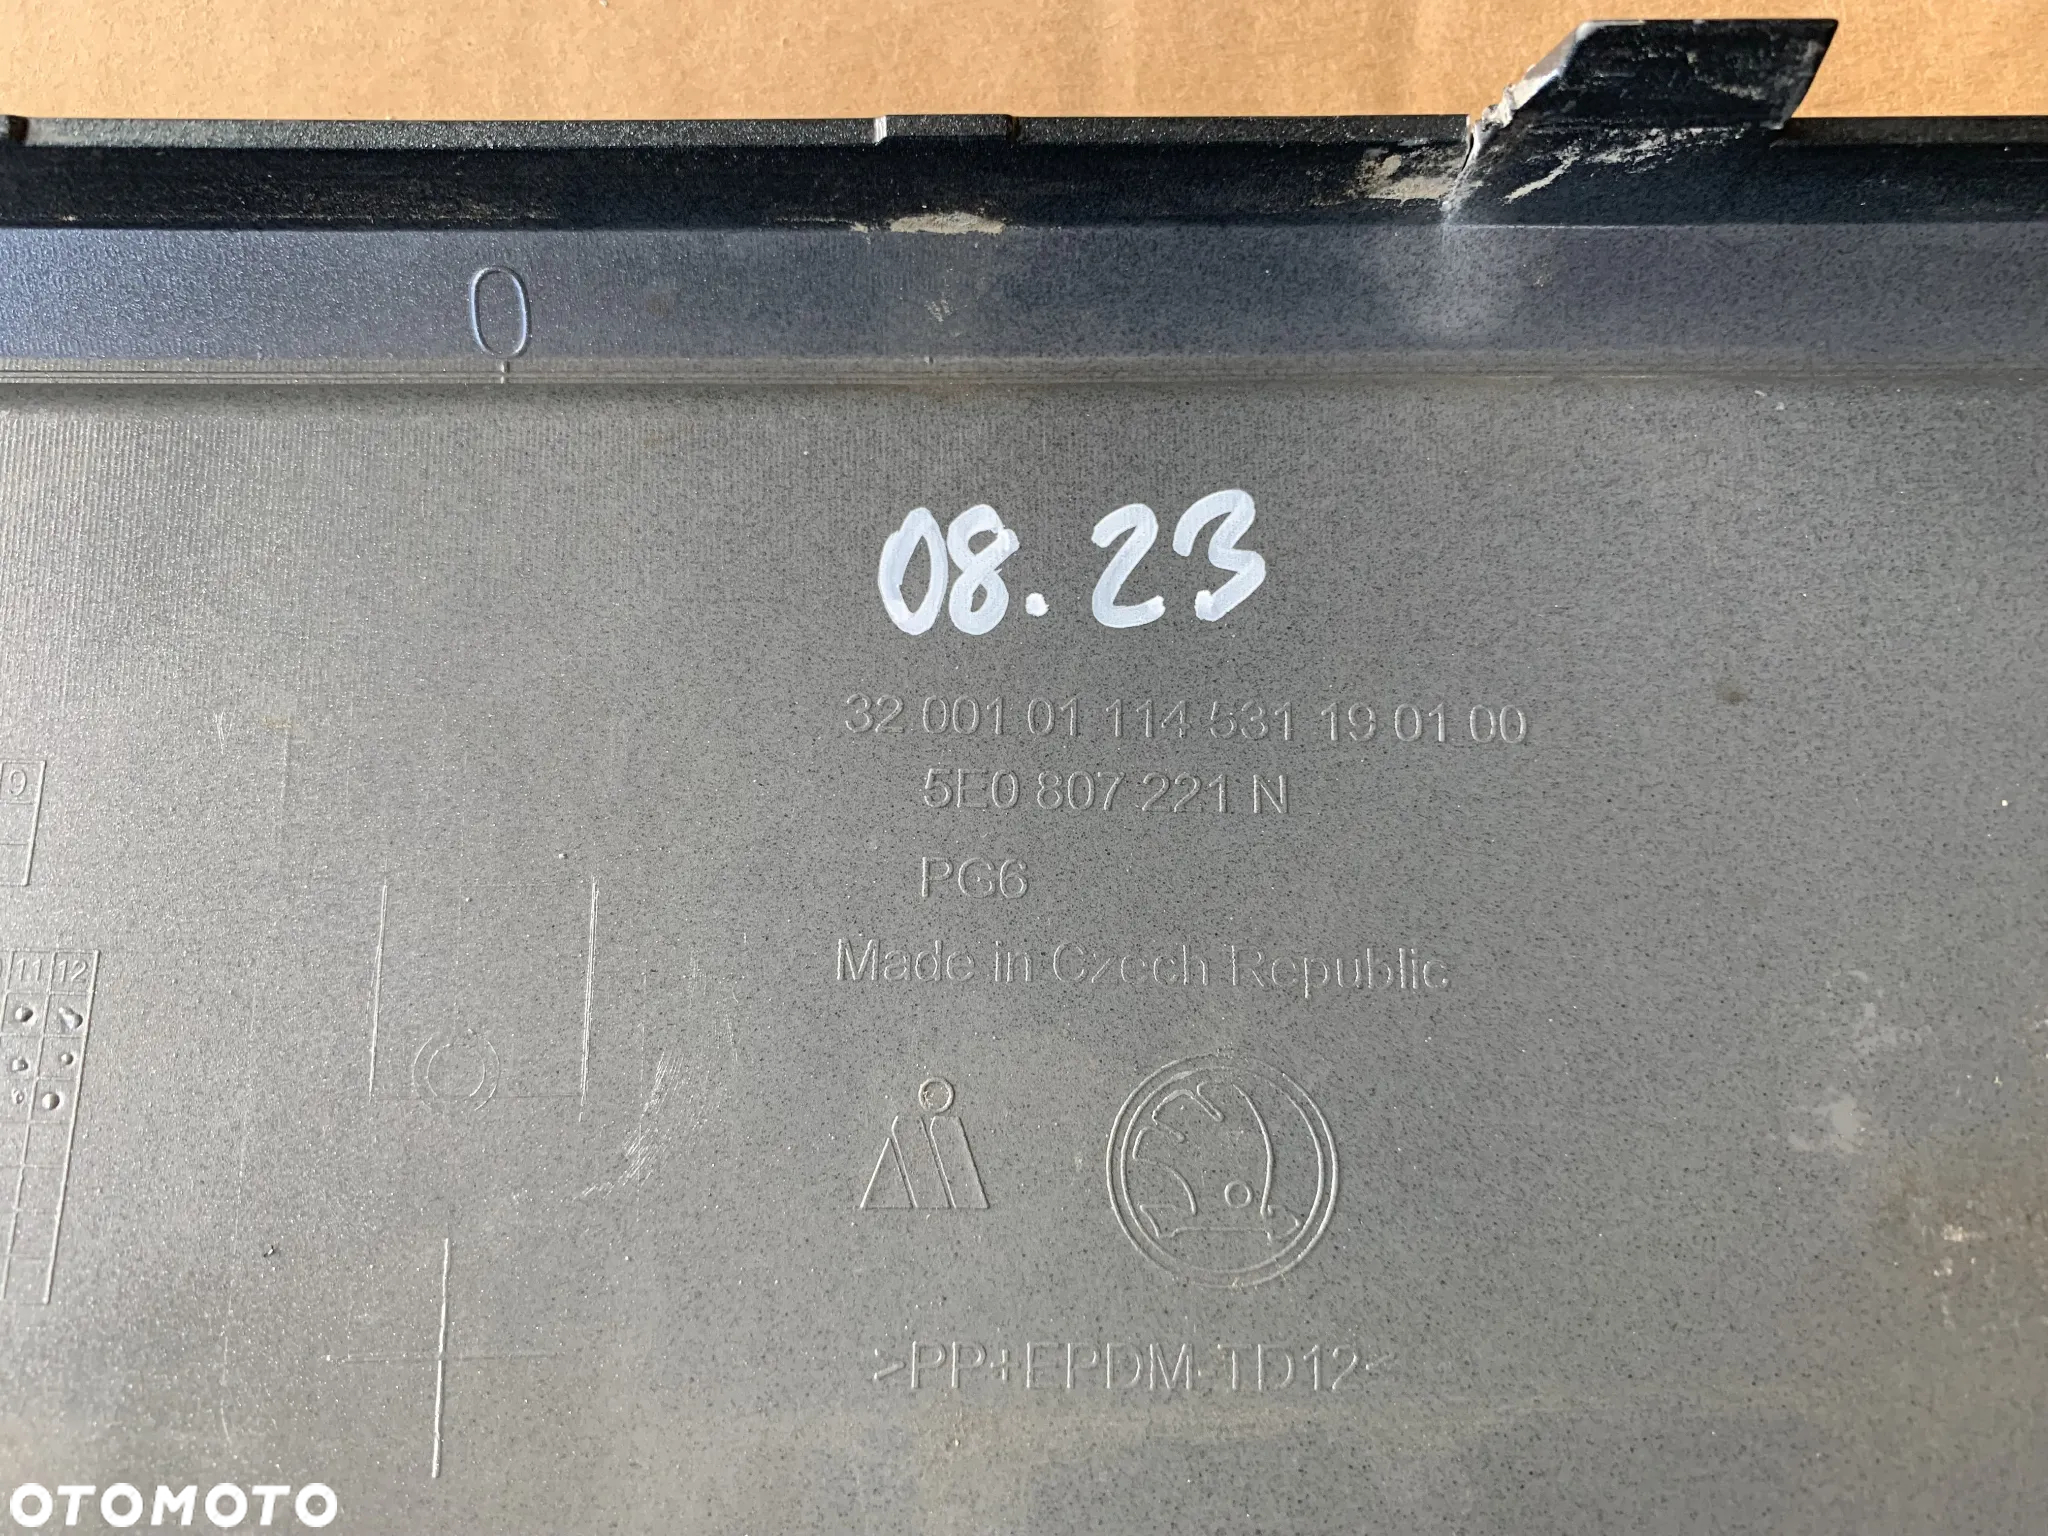 0
08.23
32 001 01 114 531 19 01 00
5E0 807 221 N
9
PG6
Made in Czech Republic
11 12
>PP+EPDM-TD12<
OTOMOTO